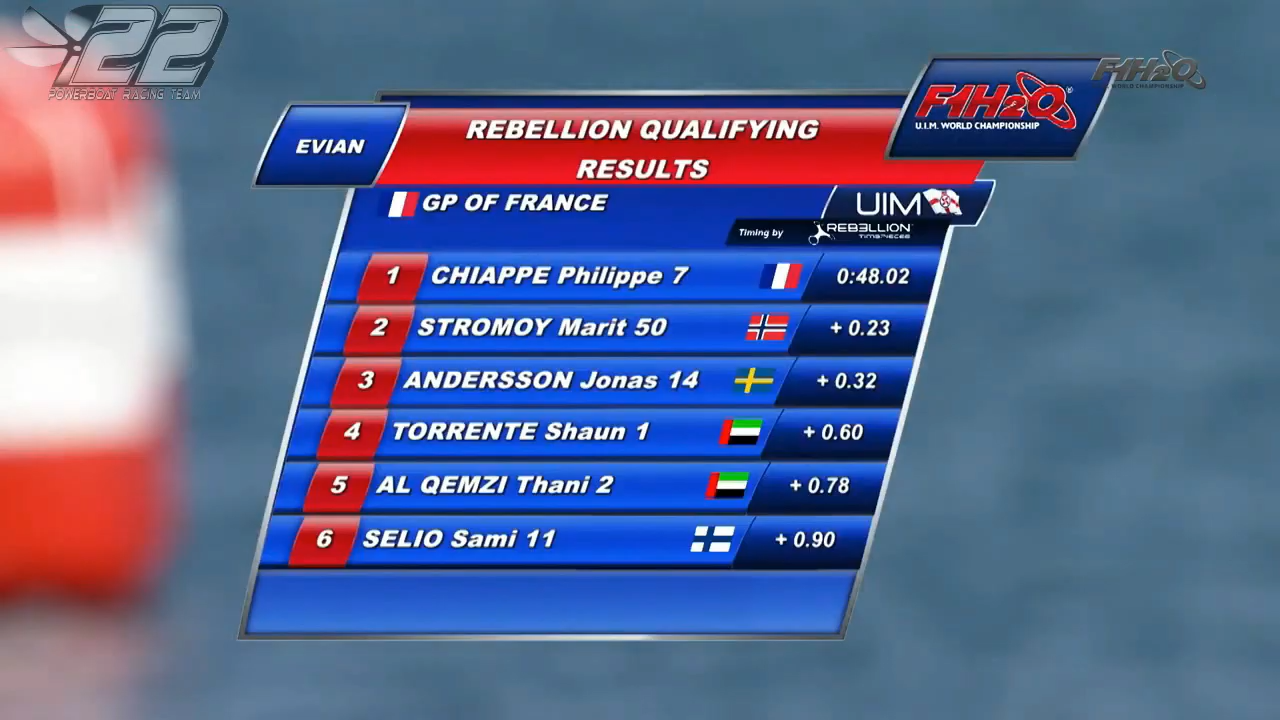 22
POWERBOAT RACING TEAM
F1H2O
WORLD CHAMPIONSHIP
F1H2O
U.I.M. WORLD CHAMPIONSHIP
EVIAN
REBELLION QUALIFYING
RESULTS
GP OF FRANCE
UIM
Timing by
REBELLION
TIMEPIECES
1 CHIAPPE Philippe 7 0:48.02
2 STROMOY Marit 50 + 0.23
3 ANDERSSON Jonas 14 + 0.32
4 TORRENTE Shaun 1 + 0.60
5 AL QEMZI Thani 2 + 0.78
6 SELIO Sami 11 + 0.90